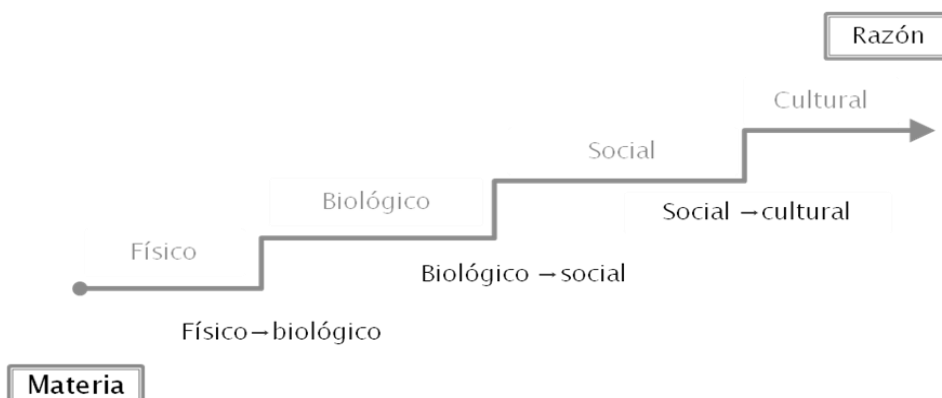 Razón
Cultural
Social
Biológico
Social → cultural
Físico
Biológico → social
Físico → biológico
Materia